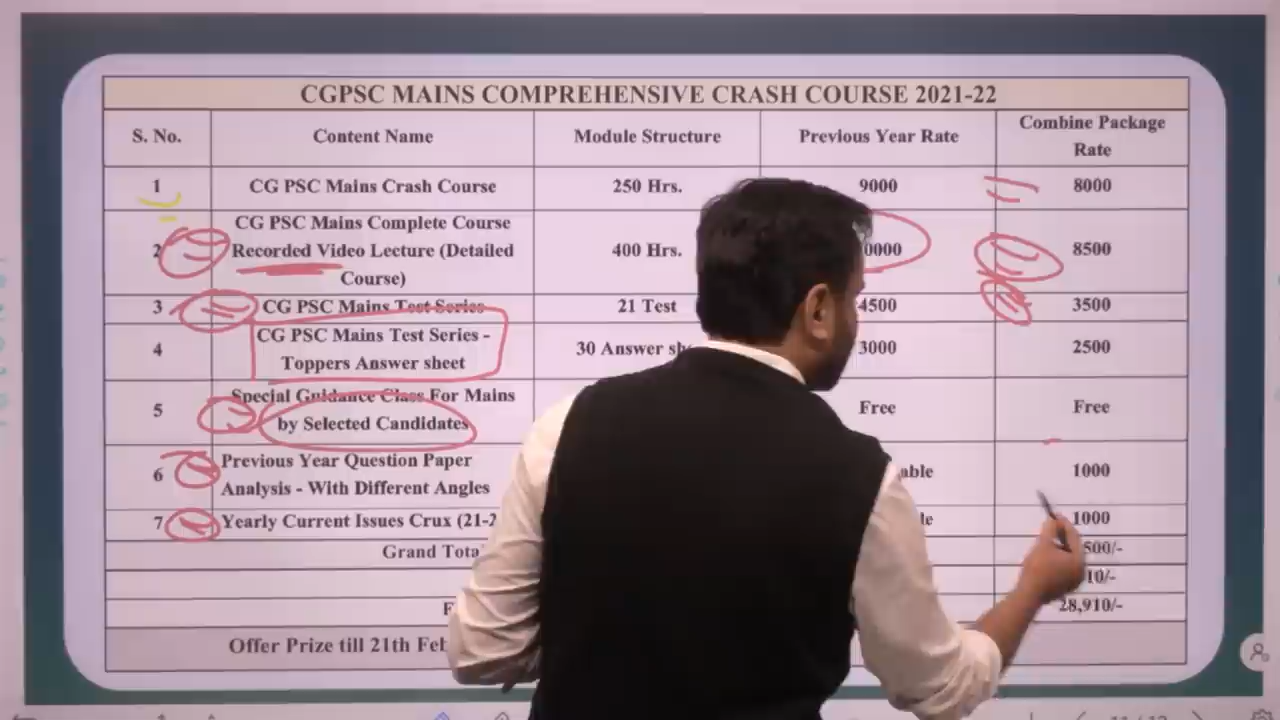 CGPSC MAINS COMPREHENSIVE CRASH COURSE 2021-22
S. No. Content Name Module Structure Previous Year Rate Combine Package Rate
1 CG PSC Mains Crash Course 250 Hrs. 9000 8000
2 CG PSC Mains Complete Course
Recorded Video Lecture (Detailed
Course) 400 Hrs. 8500
3 CG PSC Mains Test Series 21 Test 4500 3500
4 CG PSC Mains Test Series -
Toppers Answer sheet 30 Answer 3000 2500
5 Special Guidance Class For Mains
by Selected Candidates Free Free
6 Previous Year Question Paper
Analysis - With Different Angles 1000
7 Yearly Current Issues Crux 1000
Grand
28,910/-
Offer Prize till 21th